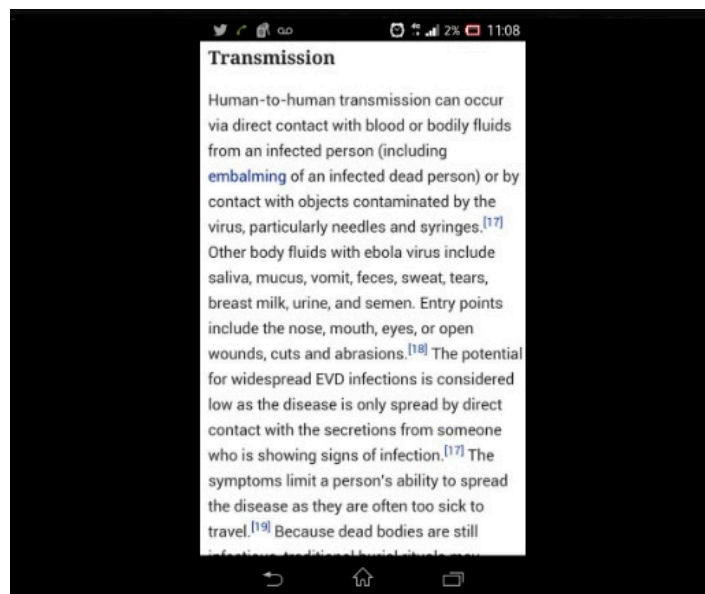 2% 11:08
Transmission
Human-to-human transmission can occur
via direct contact with blood or bodily fluids
from an infected person (including
embalming of an infected dead person) or by
contact with objects contaminated by the
virus, particularly needles and syringes.[17]
Other body fluids with ebola virus include
saliva, mucus, vomit, feces, sweat, tears,
breast milk, urine, and semen. Entry points
include the nose, mouth, eyes, or open
wounds, cuts and abrasions.[18] The potential
for widespread EVD infections is considered
low as the disease is only spread by direct
contact with the secretions from someone
who is showing signs of infection.[17] The
symptoms limit a person's ability to spread
the disease as they are often too sick to
travel.[19] Because dead bodies are still
infectious, traditional burial rituals may